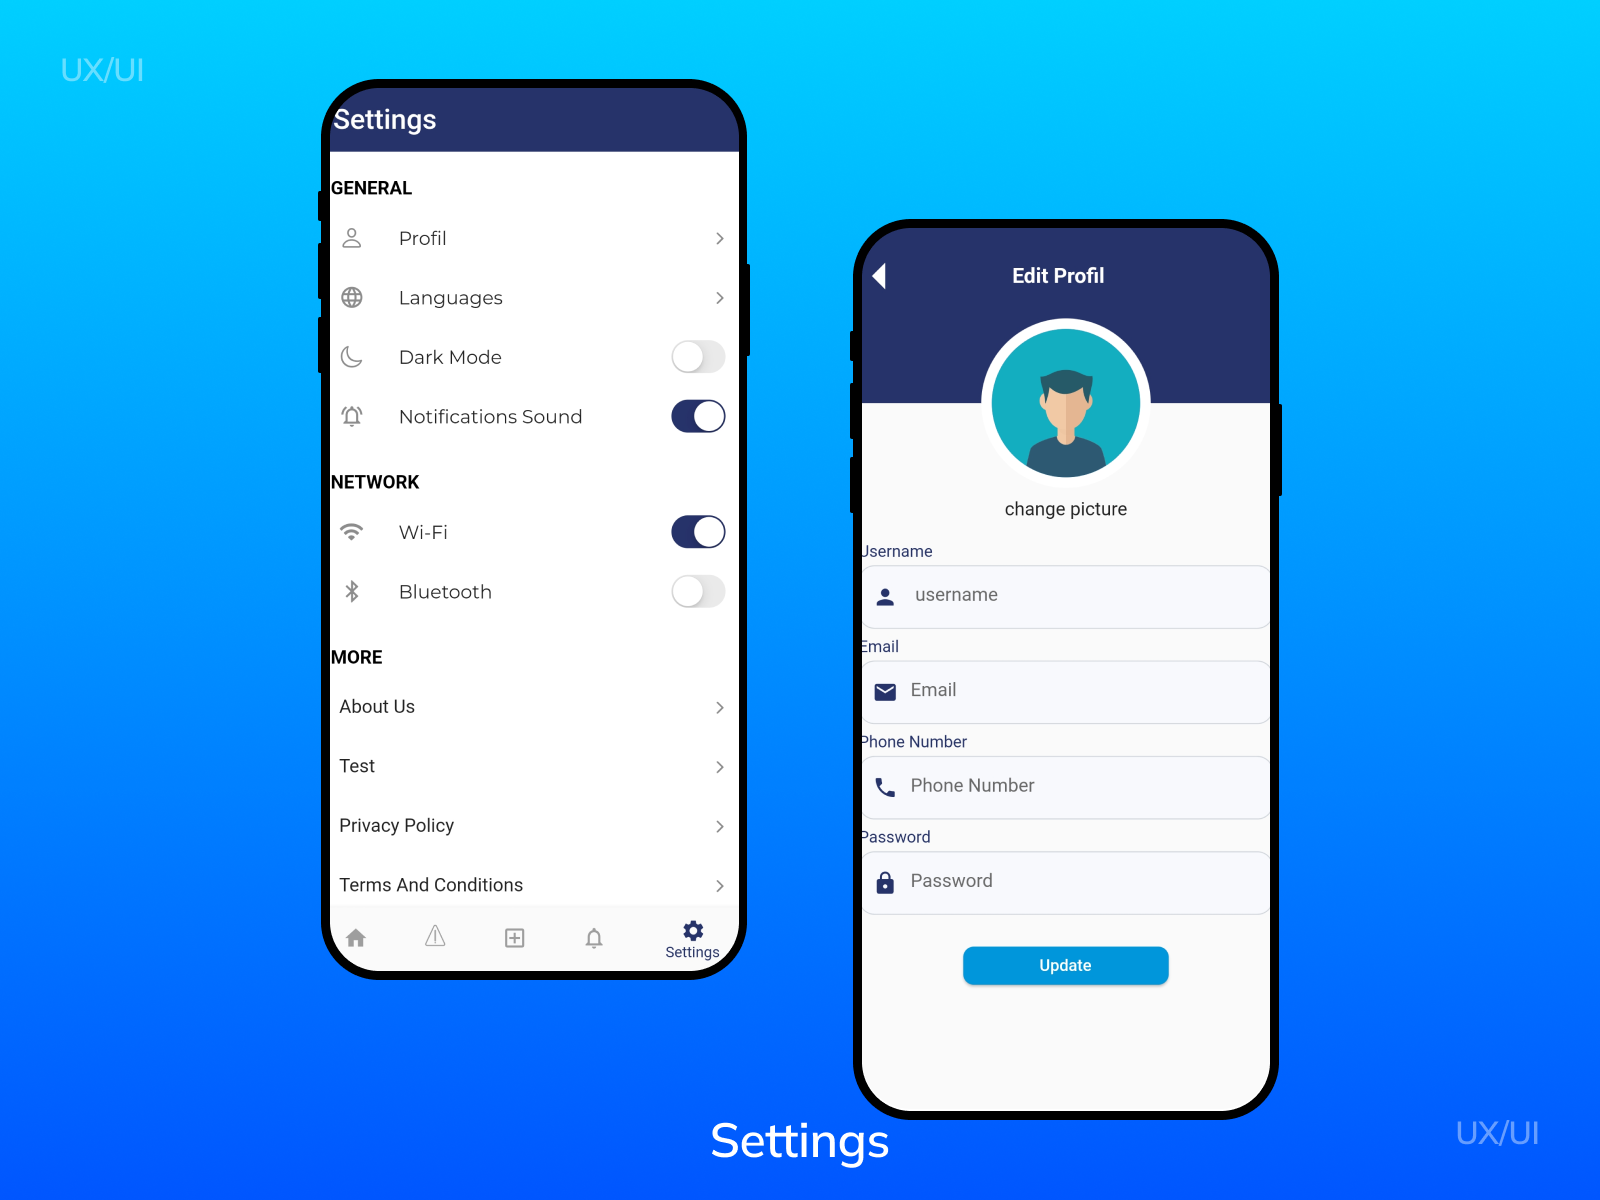 UX/UI
Settings
GENERAL
Profil
Languages
Dark Mode
Notifications Sound
NETWORK
Wi-Fi
Bluetooth
MORE
About Us
Test
Privacy Policy
Terms And Conditions
Settings
Edit Profil
change picture
Username
username
Email
Email
Phone Number
Phone Number
Password
Password
Update
Settings
UX/UI